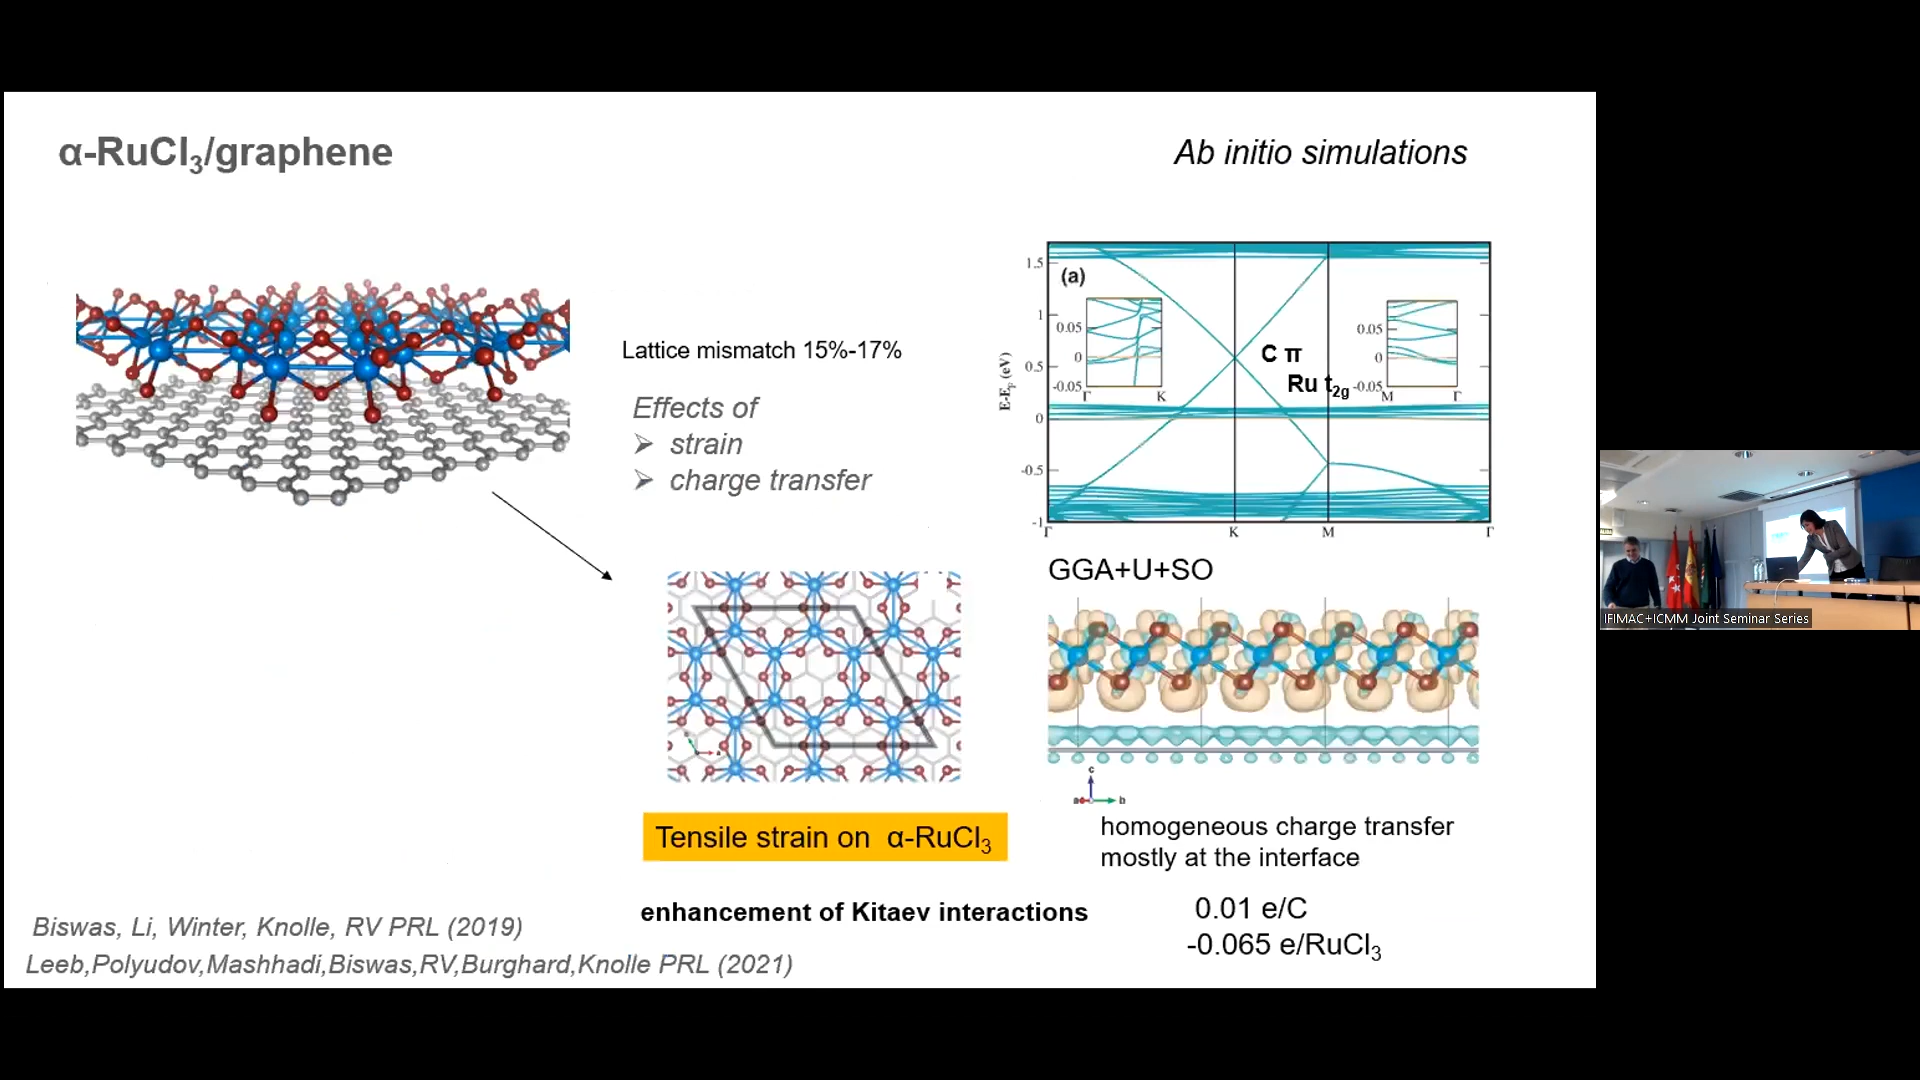 α-RuCl3/graphene
Ab initio simulations
Lattice mismatch 15%-17%
Effects of
➢ strain
➢ charge transfer
(a)
E-EF (eV)
1.5
1
0.5
0
-0.5
-1
Γ
K
M
Γ
0.05
0
-0.05
Γ
K
0.05
0
-0.05
M
Γ
C π
Ru t2g
GGA+U+SO
a
c
a
b
Tensile strain on α-RuCl3
homogeneous charge transfer
mostly at the interface
enhancement of Kitaev interactions
0.01 e/C
-0.065 e/RuCl3
Biswas, Li, Winter, Knolle, RV PRL (2019)
Leeb,Polyudov,Mashhadi,Biswas,RV,Burghard,Knolle PRL (2021)
IFIMAC+ICMM Joint Seminar Series